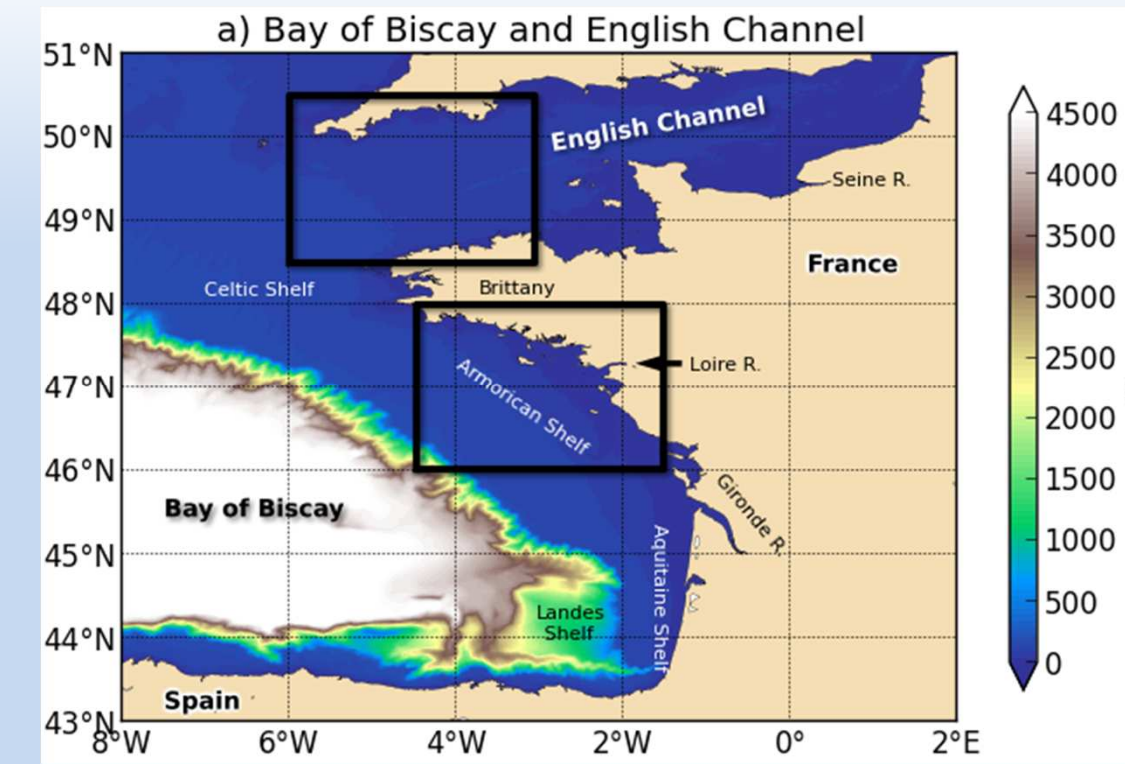 a) Bay of Biscay and English Channel
51°N
50°N
49°N
48°N
47°N
46°N
45°N
44°N
43°N
8°W
6°W
4°W
2°W
0°
2°E
English Channel
Seine R.
France
Celtic Shelf
Brittany
Loire R.
Armorican Shelf
Bay of Biscay
Gironde R.
Aquitaine Shelf
Landes
Shelf
Spain
4500
4000
3500
3000
2500
2000
1500
1000
500
0